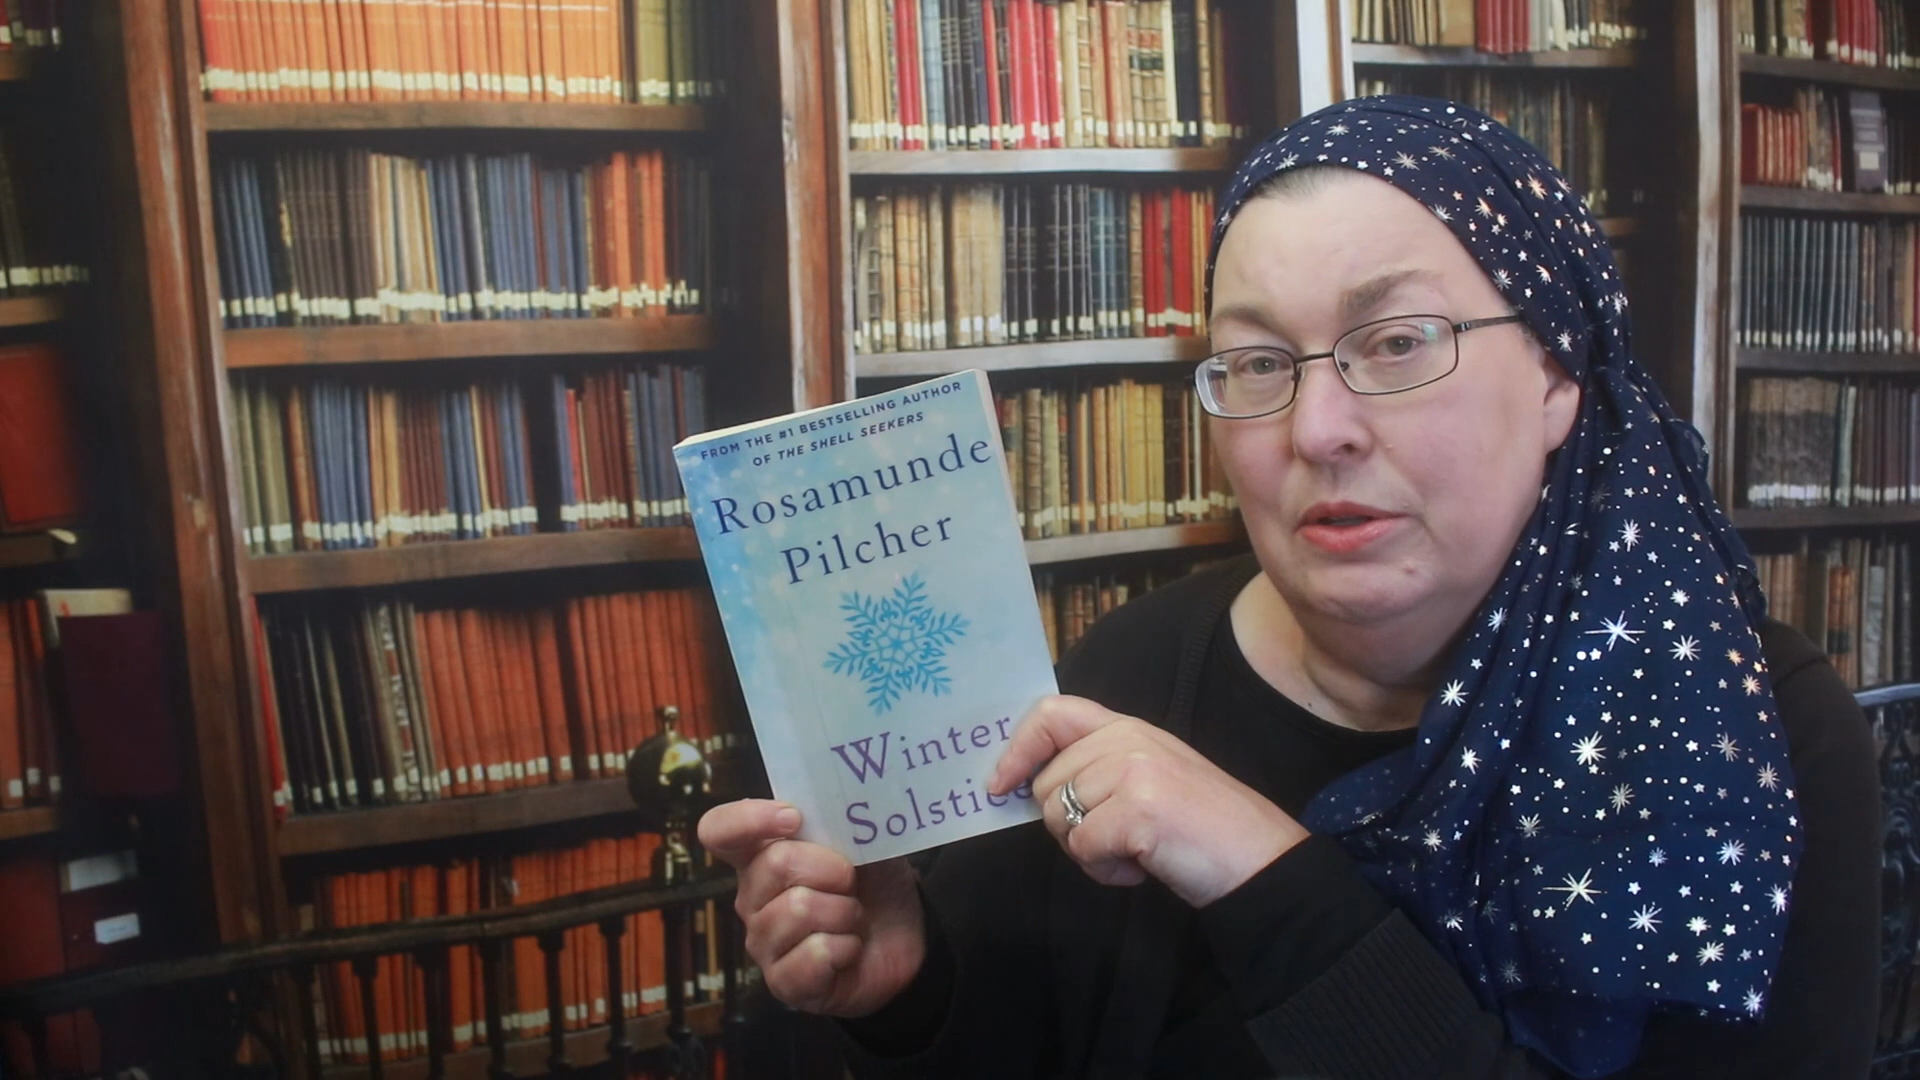 FROM THE #1 BESTSELLING AUTHOR
OF THE SHELL SEEKERS
Rosamunde
Pilcher
Winter
Solstice